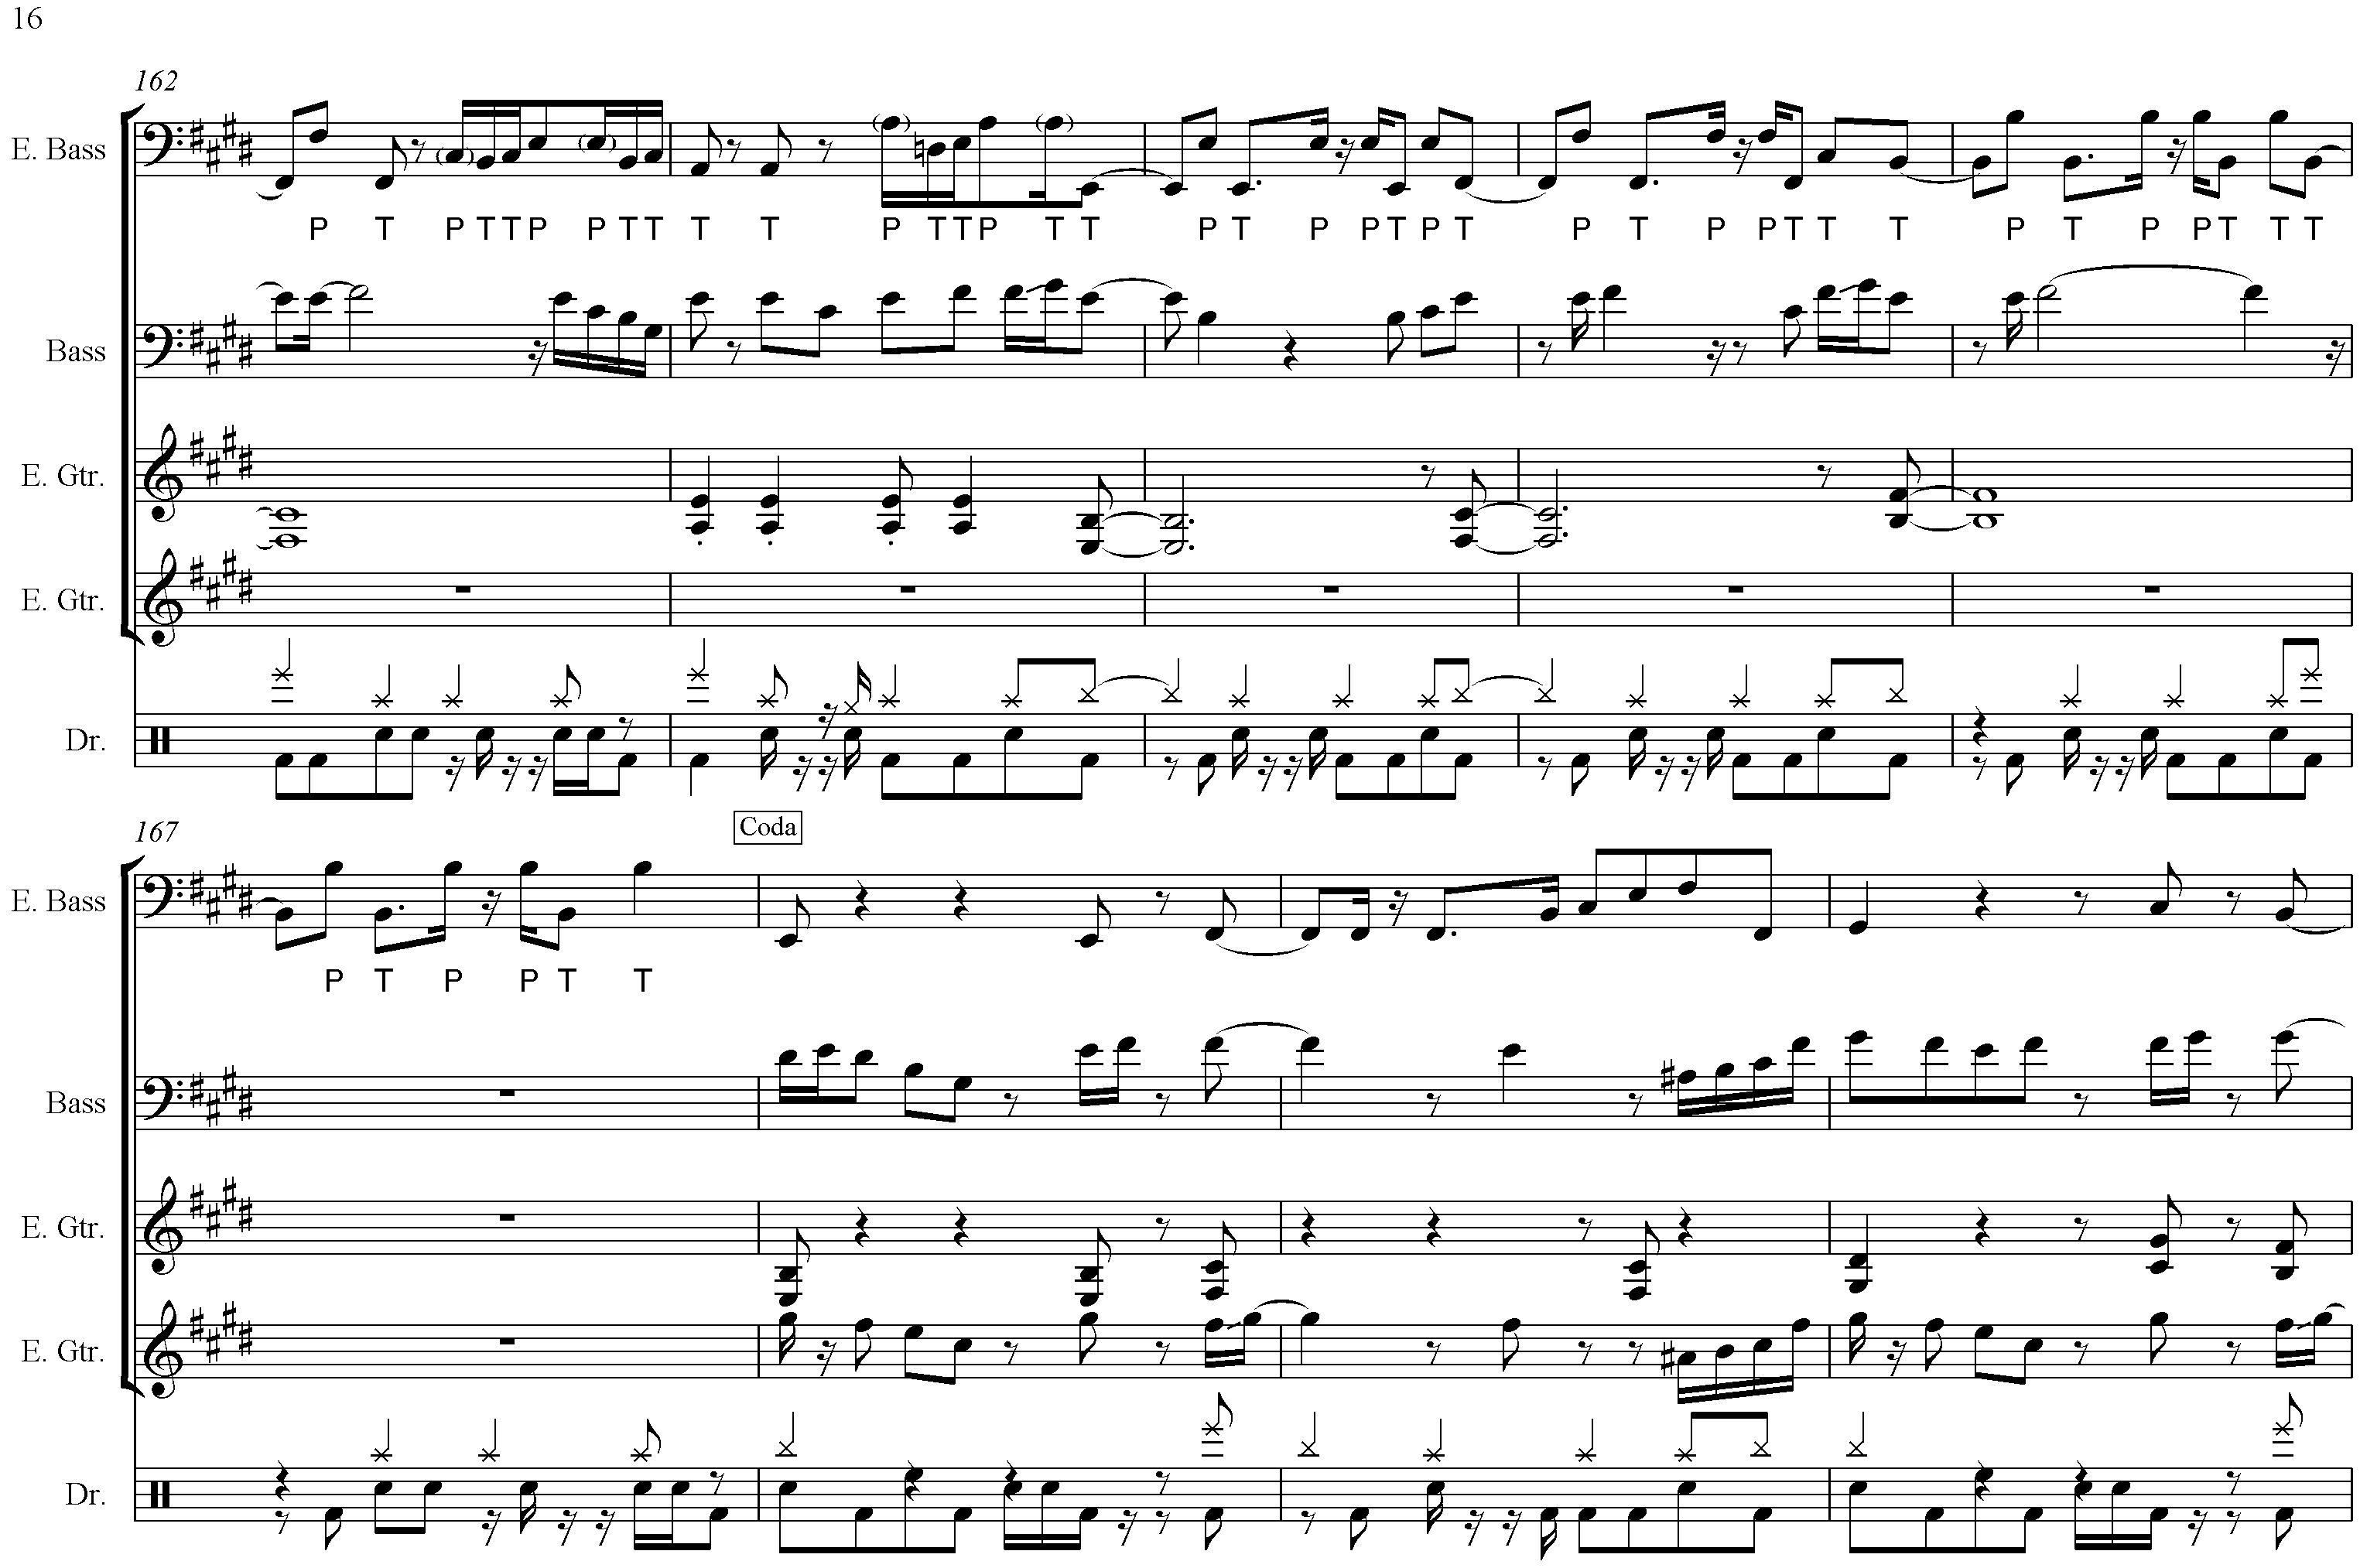 16
162
E. Bass
P T P T T P P T T T T P T T P T T P T P P T P T P T P P T T T P T P P T T T
Bass
E. Gtr.
E. Gtr.
Dr.
167
Coda
E. Bass
P T P P T T
Bass
E. Gtr.
E. Gtr.
Dr.